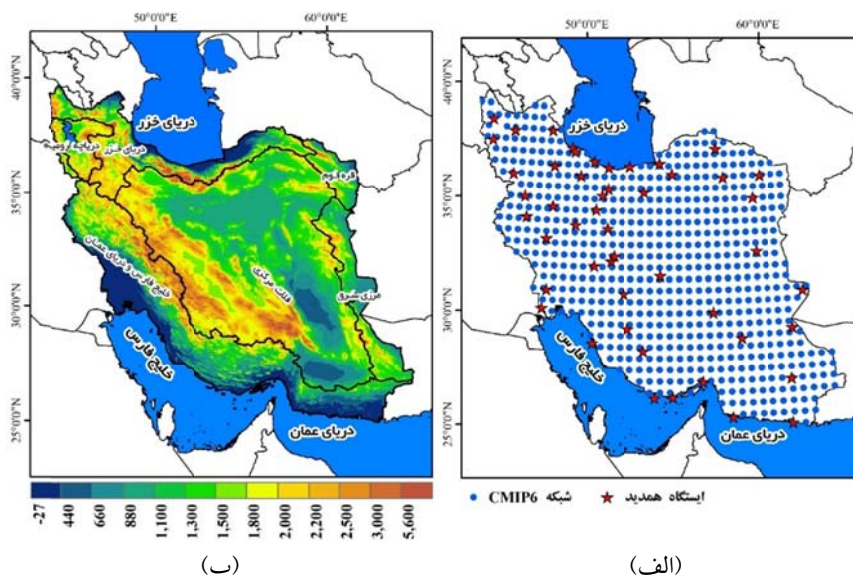 50°0'0"E
60°0'0"E
40°0'0"N
35°0'0"N
30°0'0"N
25°0'0"N
دریای خزر
دریاچه ارومیه
دریای خزر
قره قوم
خلیج فارس و دریای عمان
فلات مرکزی
مرزی شرق
خلیج فارس
دریای عمان
-27
440
660
880
1,100
1,300
1,500
1,800
2,000
2,200
2,500
3,000
5,600
(ب)
50°0'0"E
60°0'0"E
40°0'0"N
35°0'0"N
30°0'0"N
25°0'0"N
دریای خزر
خلیج فارس
دریای عمان
ایستگاه همدید
شبکه CMIP6
(الف)